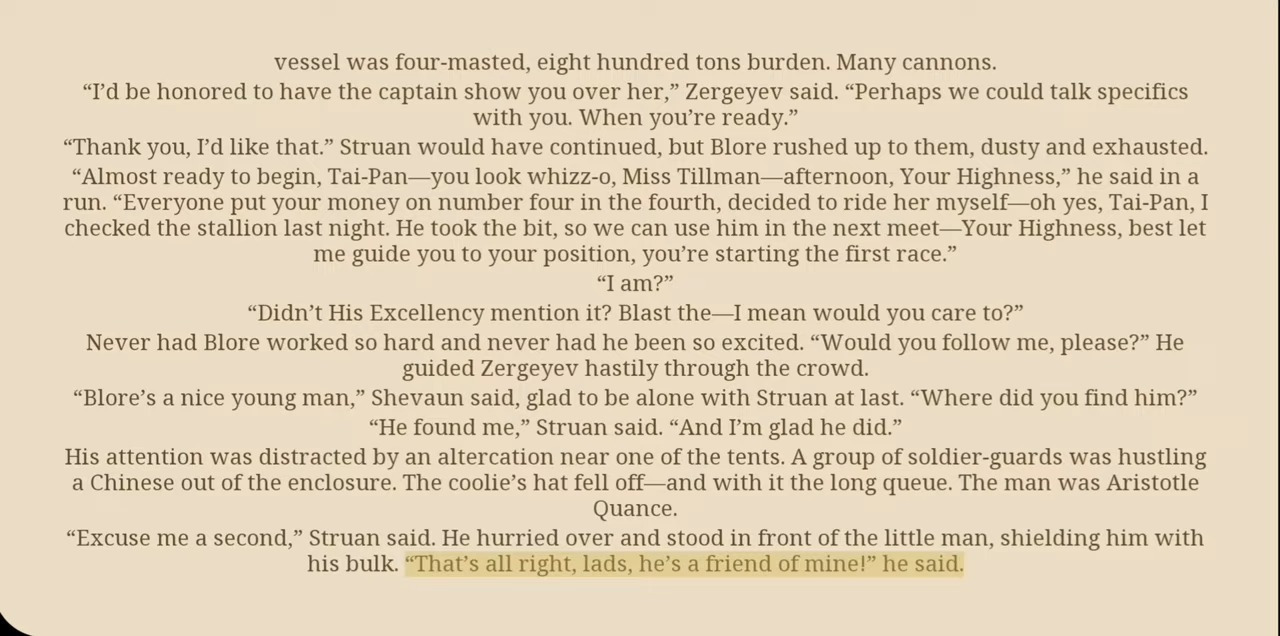 vessel was four-masted, eight hundred tons burden. Many cannons.
“I’d be honored to have the captain show you over her,” Zergeyev said. “Perhaps we could talk specifics
with you. When you’re ready.”
“Thank you, I’d like that.” Struan would have continued, but Blore rushed up to them, dusty and exhausted.
“Almost ready to begin, Tai-Pan—you look whizz-o, Miss Tillman—afternoon, Your Highness,” he said in a
run. “Everyone put your money on number four in the fourth, decided to ride her myself—oh yes, Tai-Pan, I
checked the stallion last night. He took the bit, so we can use him in the next meet—Your Highness, best let
me guide you to your position, you’re starting the first race.”
“I am?”
“Didn’t His Excellency mention it? Blast the—I mean would you care to?”
Never had Blore worked so hard and never had he been so excited. “Would you follow me, please?” He
guided Zergeyev hastily through the crowd.
“Blore’s a nice young man,” Shevaun said, glad to be alone with Struan at last. “Where did you find him?”
“He found me,” Struan said. “And I’m glad he did.”
His attention was distracted by an altercation near one of the tents. A group of soldier-guards was hustling
a Chinese out of the enclosure. The coolie’s hat fell off—and with it the long queue. The man was Aristotle
Quance.
“Excuse me a second,” Struan said. He hurried over and stood in front of the little man, shielding him with
his bulk. “That’s all right, lads, he’s a friend of mine!” he said.